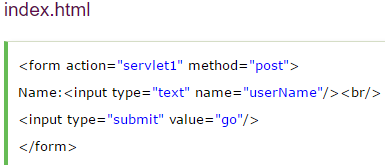 index.html
<form action="servlet1" method="post">
Name:<input type="text" name="userName"/><br/>
<input type="submit" value="go"/>
</form>